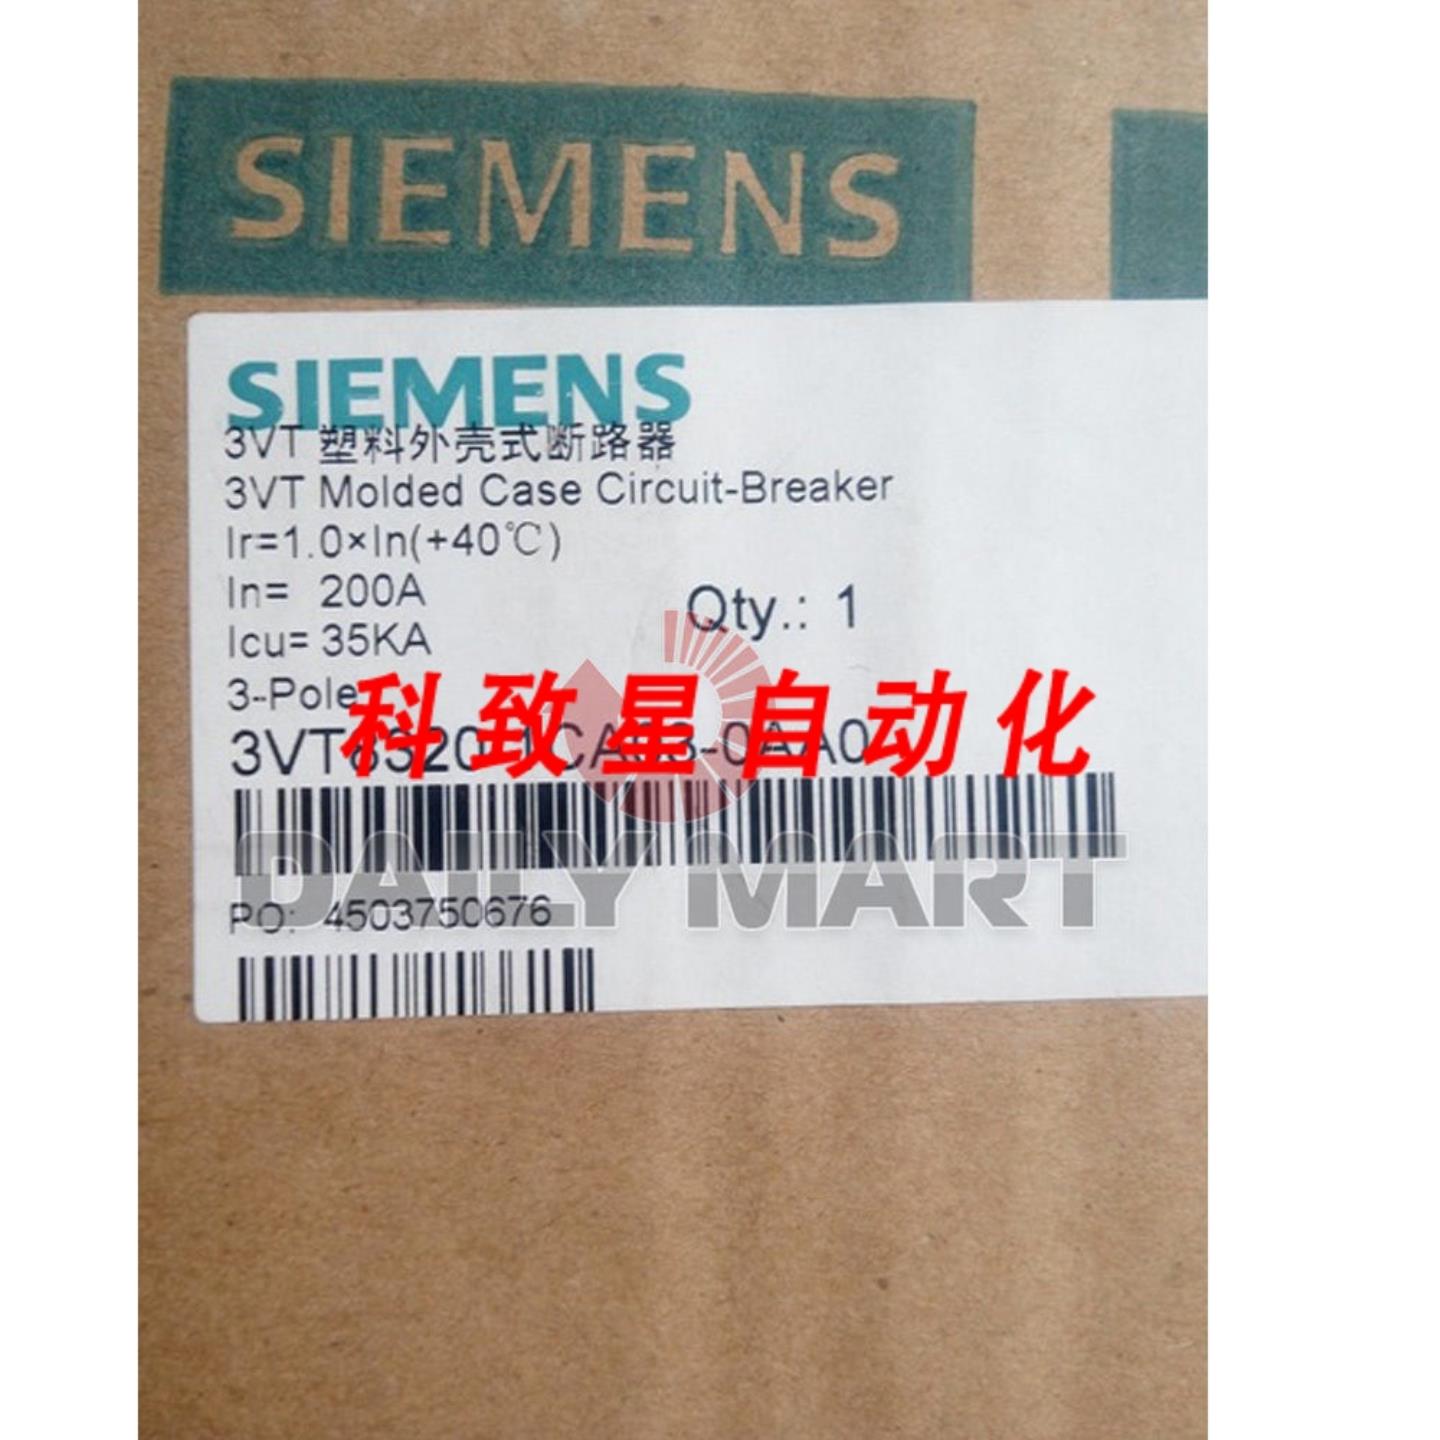 SIEMENS
SIEMENS
3VT 塑料外壳式断路器
3VT Molded Case Circuit-Breaker
Ir=1.0×In(+40℃)
In= 200A
Qty.: 1
Icu= 35KA
3-Pole
科致星自动化
DAILY MART
PO: 4503750676